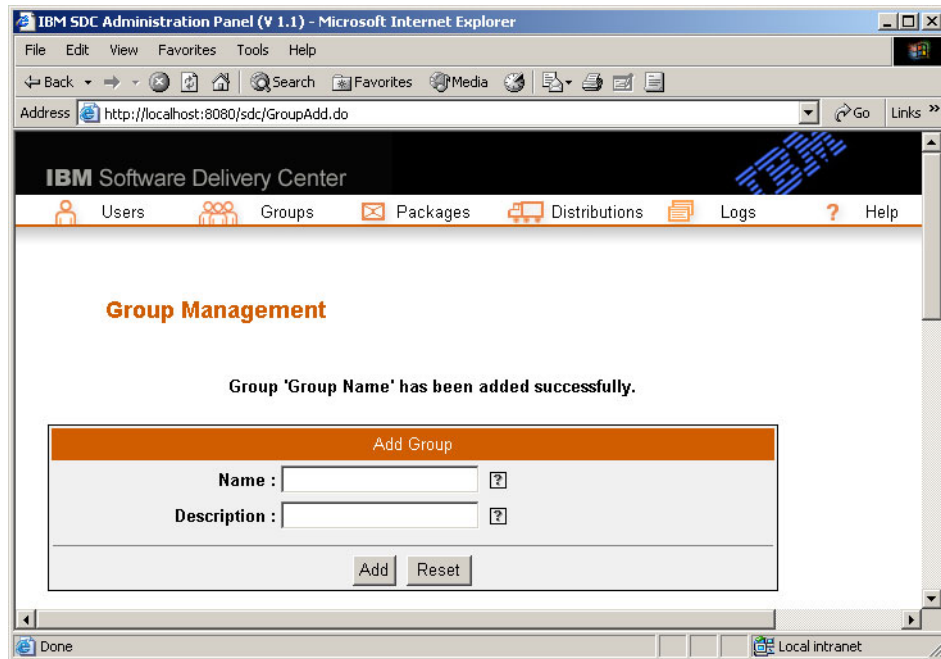 IBM SDC Administration Panel (V 1.1) - Microsoft Internet Explorer
File Edit View Favorites Tools Help
Back Search Favorites Media
Address http://localhost:8080/sdc/GroupAdd.do Go Links »
IBM Software Delivery Center IBM
Users Groups Packages Distributions Logs ? Help
Group Management
Group 'Group Name' has been added successfully.
Add Group
Name : ?
Description : ?
Add Reset
Done Local intranet